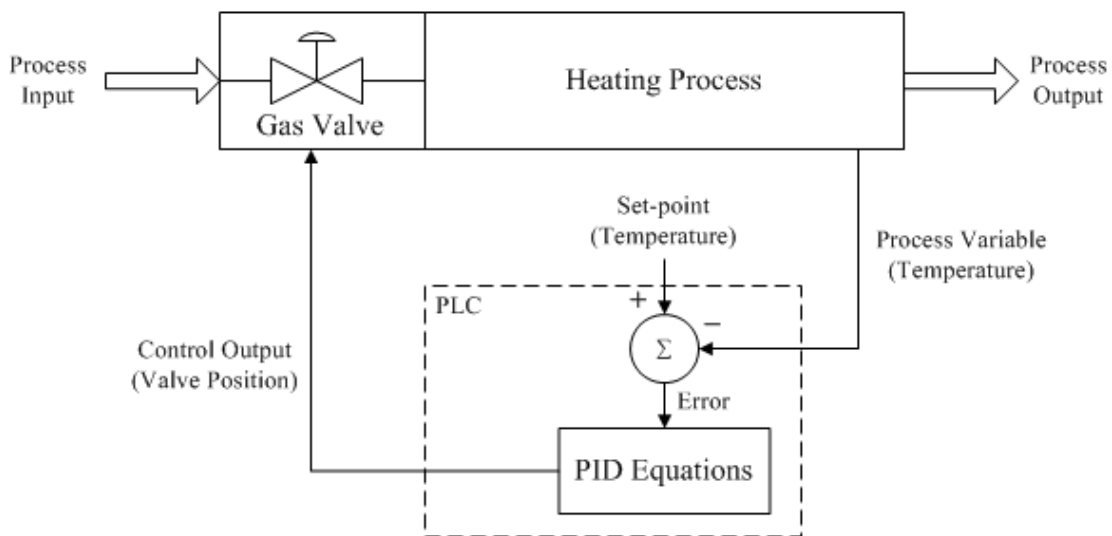 Process
Input
Gas Valve
Heating Process
Process
Output
Set-point
(Temperature)
Process Variable
(Temperature)
PLC
+
−
Σ
Control Output
(Valve Position)
Error
PID Equations